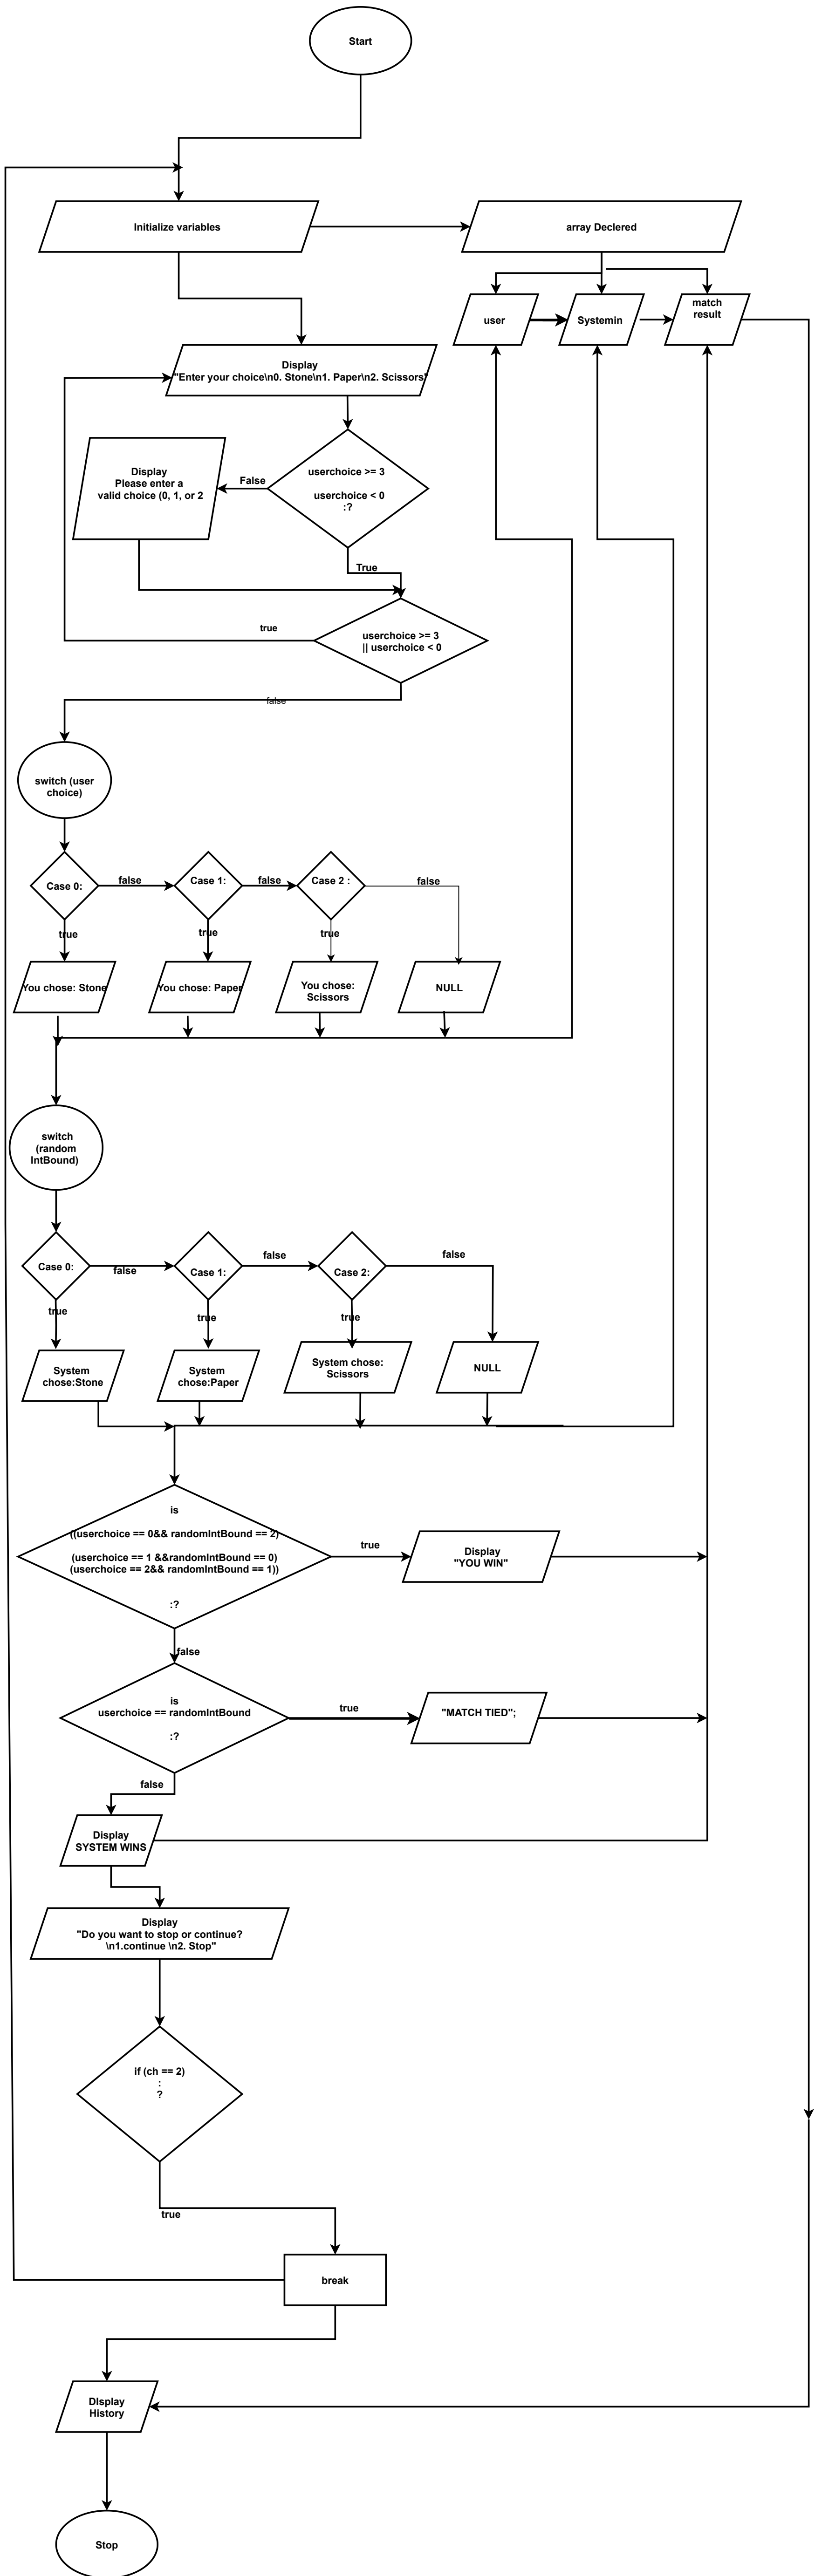 Start
Initialize variables
array Declered
user
Systemin
match
result
Display
"Enter your choice\n0. Stone\n1. Paper\n2. Scissors"
Display
Please enter a
valid choice (0, 1, or 2
False
userchoice >= 3
userchoice < 0
:?
True
true
userchoice >= 3
|| userchoice < 0
false
switch (user
choice)
Case 0:
false
Case 1:
false
Case 2 :
false
true
true
true
You chose: Stone
You chose: Paper
You chose:
Scissors
NULL
switch
(random
IntBound)
Case 0:
false
Case 1:
false
Case 2:
false
true
true
true
System
chose:Stone
System
chose:Paper
System chose:
Scissors
NULL
is
((userchoice == 0&& randomIntBound == 2)
(userchoice == 1 &&randomIntBound == 0)
(userchoice == 2&& randomIntBound == 1))
:?
true
Display
"YOU WIN"
false
is
userchoice == randomIntBound
:?
true
"MATCH TIED";
false
Display
SYSTEM WINS
Display
"Do you want to stop or continue?
\n1.continue \n2. Stop"
if (ch == 2)
:
?
true
break
DIsplay
History
Stop